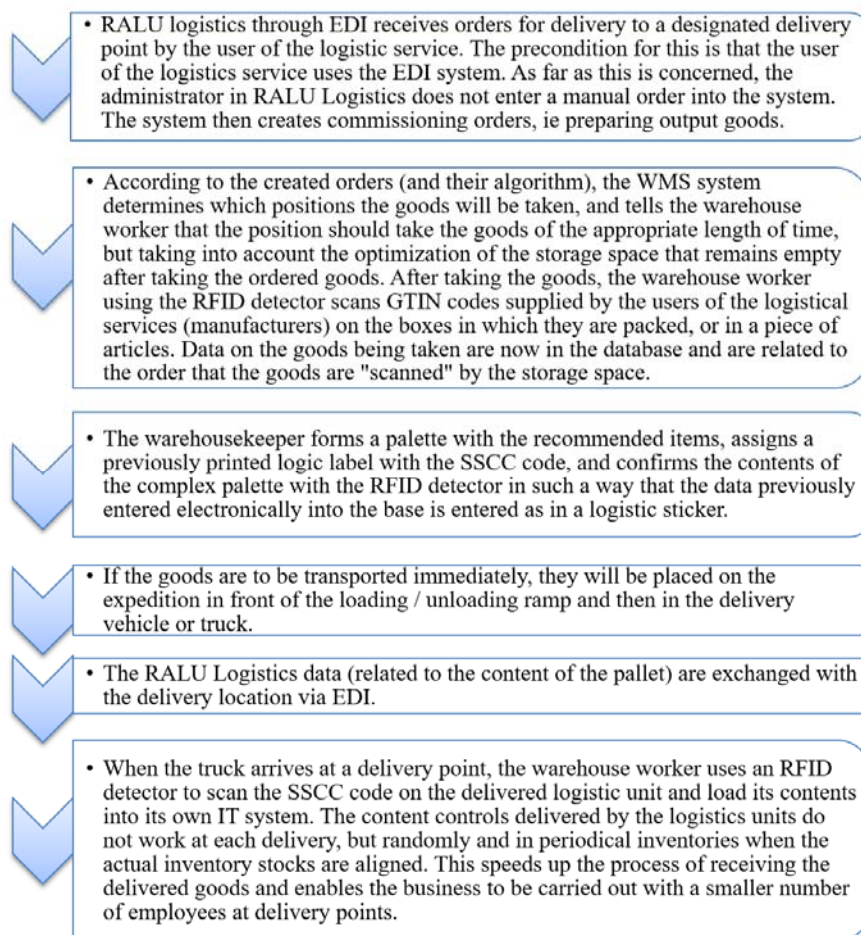 • RALU logistics through EDI receives orders for delivery to a designated delivery
point by the user of the logistic service. The precondition for this is that the user
of the logistics service uses the EDI system. As far as this is concerned, the
administrator in RALU Logistics does not enter a manual order into the system.
The system then creates commissioning orders, ie preparing output goods.
• According to the created orders (and their algorithm), the WMS system
determines which positions the goods will be taken, and tells the warehouse
worker that the position should take the goods of the appropriate length of time,
but taking into account the optimization of the storage space that remains empty
after taking the ordered goods. After taking the goods, the warehouse worker
using the RFID detector scans GTIN codes supplied by the users of the logistical
services (manufacturers) on the boxes in which they are packed, or in a piece of
articles. Data on the goods being taken are now in the database and are related to
the order that the goods are "scanned" by the storage space.
• The warehousekeeper forms a palette with the recommended items, assigns a
previously printed logic label with the SSCC code, and confirms the contents of
the complex palette with the RFID detector in such a way that the data previously
entered electronically into the base is entered as in a logistic sticker.
• If the goods are to be transported immediately, they will be placed on the
expedition in front of the loading / unloading ramp and then in the delivery
vehicle or truck.
• The RALU Logistics data (related to the content of the pallet) are exchanged with
the delivery location via EDI.
• When the truck arrives at a delivery point, the warehouse worker uses an RFID
detector to scan the SSCC code on the delivered logistic unit and load its contents
into its own IT system. The content controls delivered by the logistics units do
not work at each delivery, but randomly and in periodical inventories when the
actual inventory stocks are aligned. This speeds up the process of receiving the
delivered goods and enables the business to be carried out with a smaller number
of employees at delivery points.